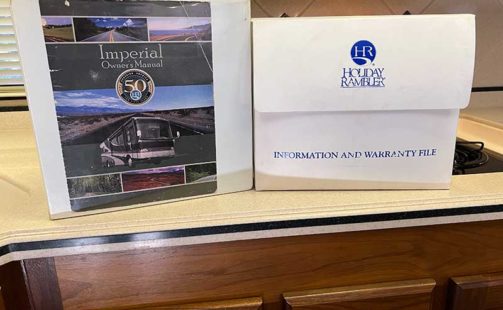 Imperial
Owner's Manual
50
HR
HOLIDAY
RAMBLER
INFORMATION AND WARRANTY FILE